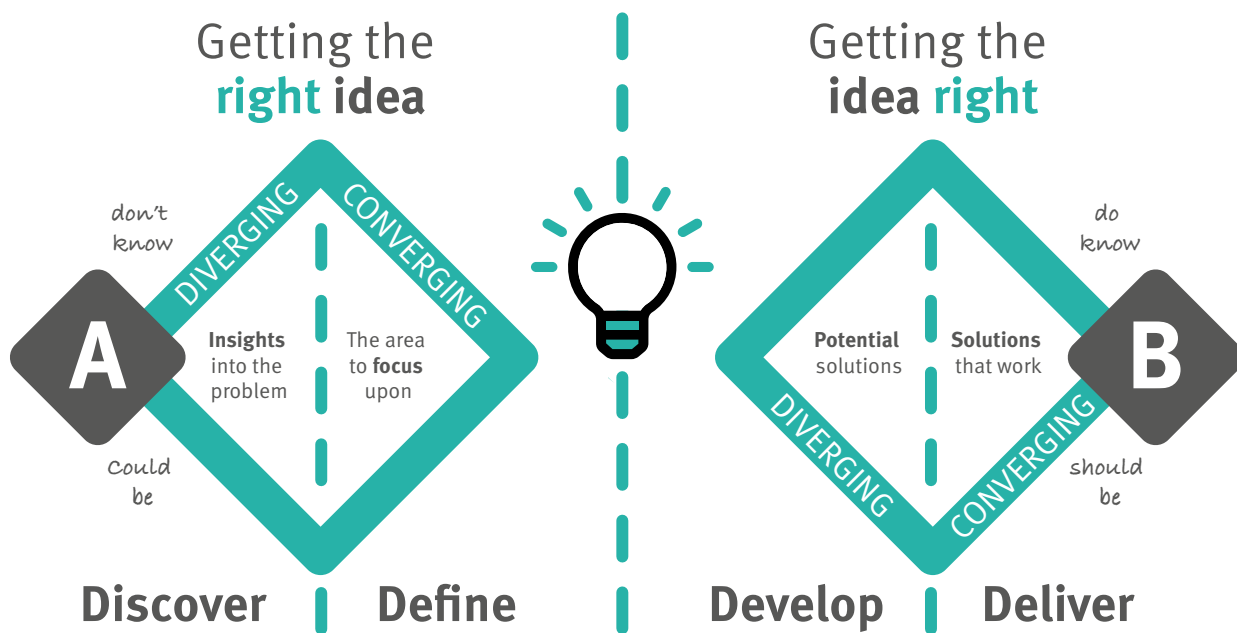 Getting the
right idea
don't
know
DIVERGING
CONVERGING
A
Insights
into the
problem
The area
to focus
upon
Could
be
Discover
Define
Getting the
idea right
do
know
Potential
solutions
Solutions
that work
B
DIVERGING
CONVERGING
should
be
Develop
Deliver